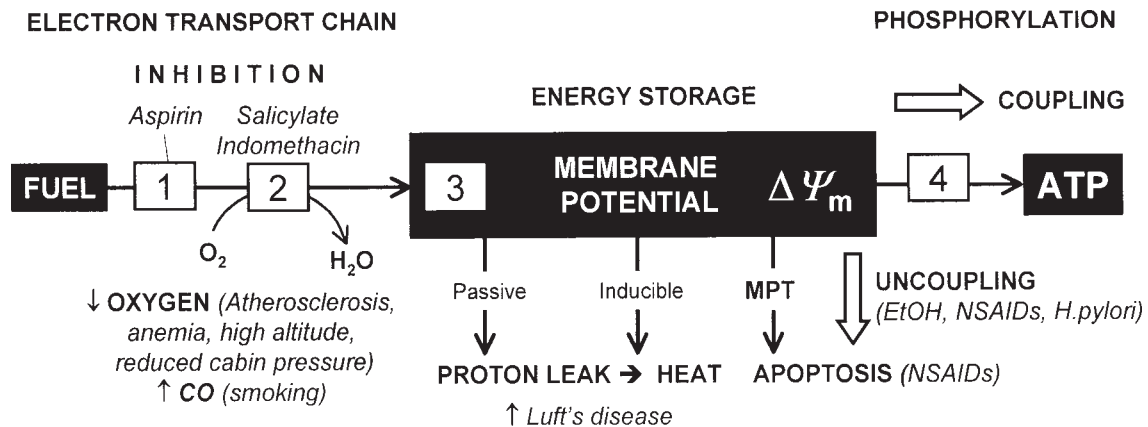 ELECTRON TRANSPORT CHAIN
PHOSPHORYLATION
INHIBITION
Aspirin
Salicylate
Indomethacin
ENERGY STORAGE
COUPLING
FUEL
1
2
3
MEMBRANE
POTENTIAL
ΔΨm
4
ATP
O2
H2O
↓ OXYGEN (Atherosclerosis,
anemia, high altitude,
reduced cabin pressure)
↑ CO (smoking)
Passive
Inducible
MPT
UNCOUPLING
(EtOH, NSAIDs, H.pylori)
PROTON LEAK → HEAT
APOPTOSIS (NSAIDs)
↑ Luft's disease